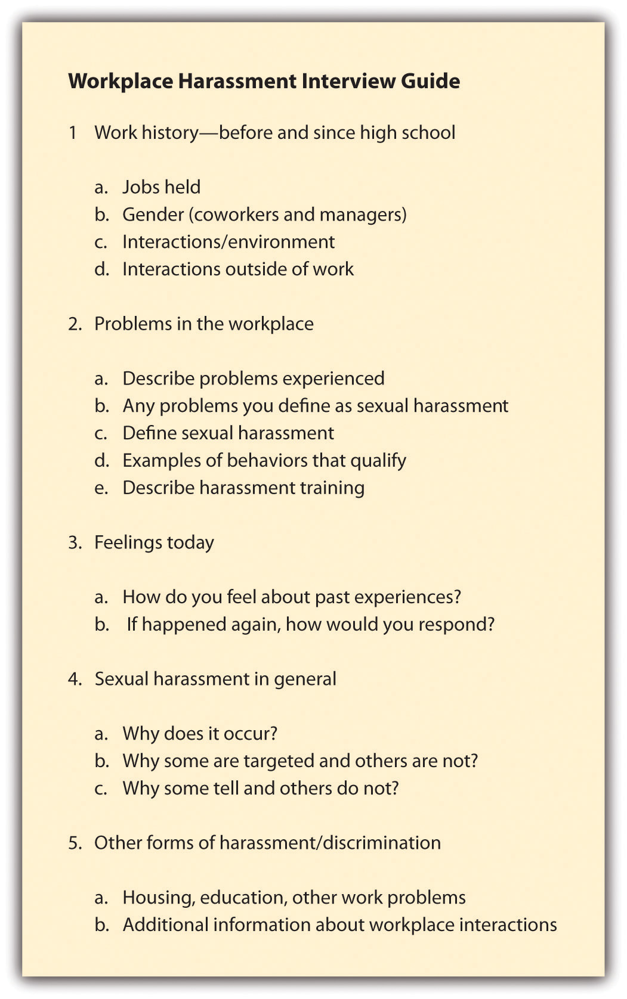 Workplace Harassment Interview Guide
1 Work history—before and since high school
a. Jobs held
b. Gender (coworkers and managers)
c. Interactions/environment
d. Interactions outside of work
2. Problems in the workplace
a. Describe problems experienced
b. Any problems you define as sexual harassment
c. Define sexual harassment
d. Examples of behaviors that qualify
e. Describe harassment training
3. Feelings today
a. How do you feel about past experiences?
b. If happened again, how would you respond?
4. Sexual harassment in general
a. Why does it occur?
b. Why some are targeted and others are not?
c. Why some tell and others do not?
5. Other forms of harassment/discrimination
a. Housing, education, other work problems
b. Additional information about workplace interactions